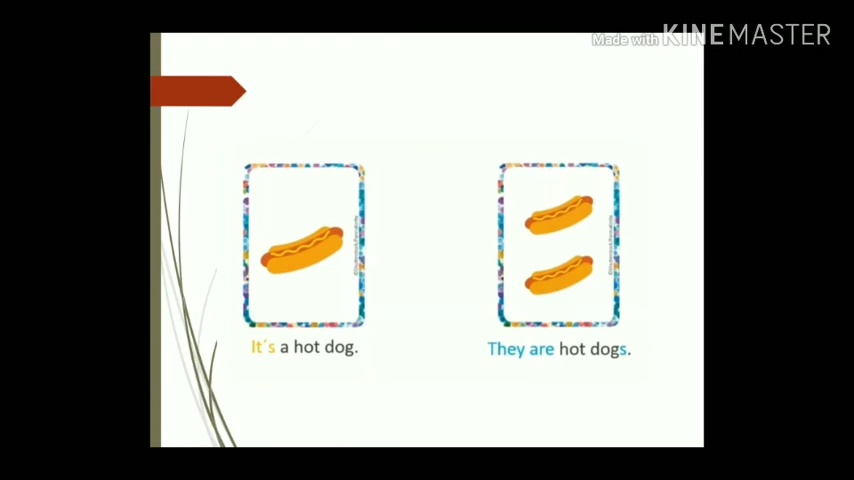 Made with KINEMASTER
It´s a hot dog.
They are hot dogs.